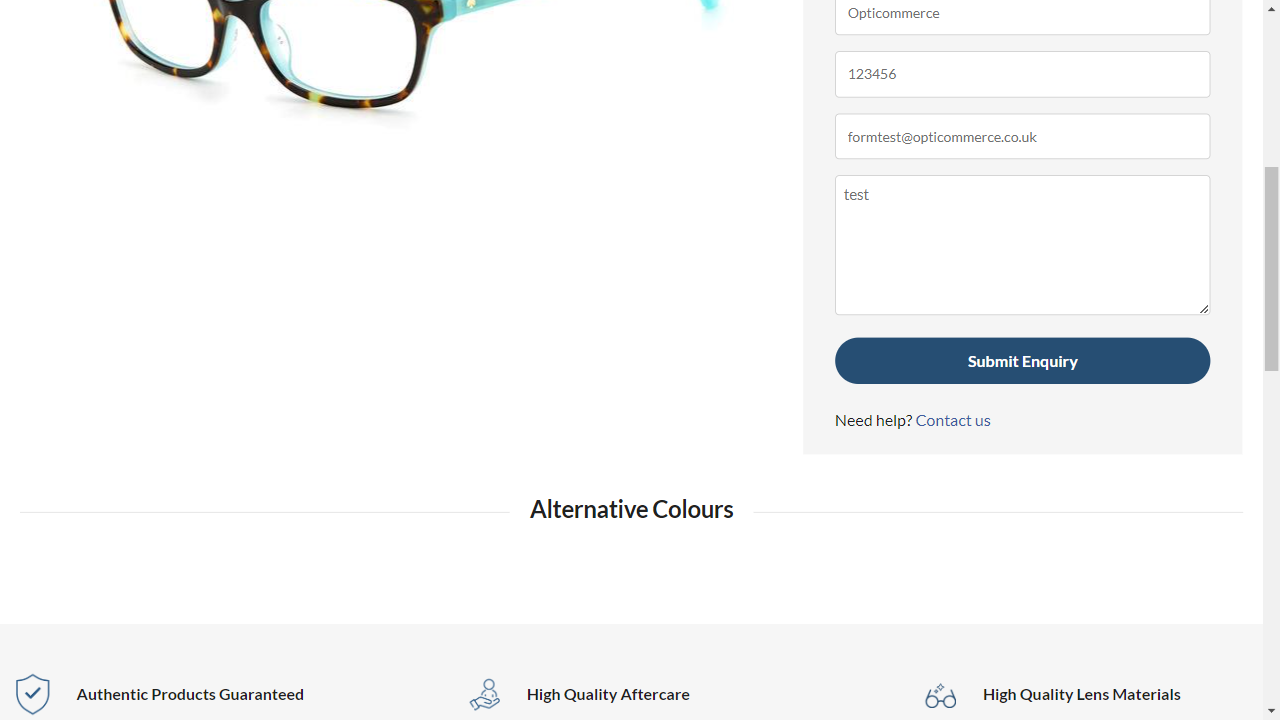 Opticommerce
123456
formtest@opticommerce.co.uk
test
Submit Enquiry
Need help? Contact us
Alternative Colours
Authentic Products Guaranteed
High Quality Aftercare
High Quality Lens Materials